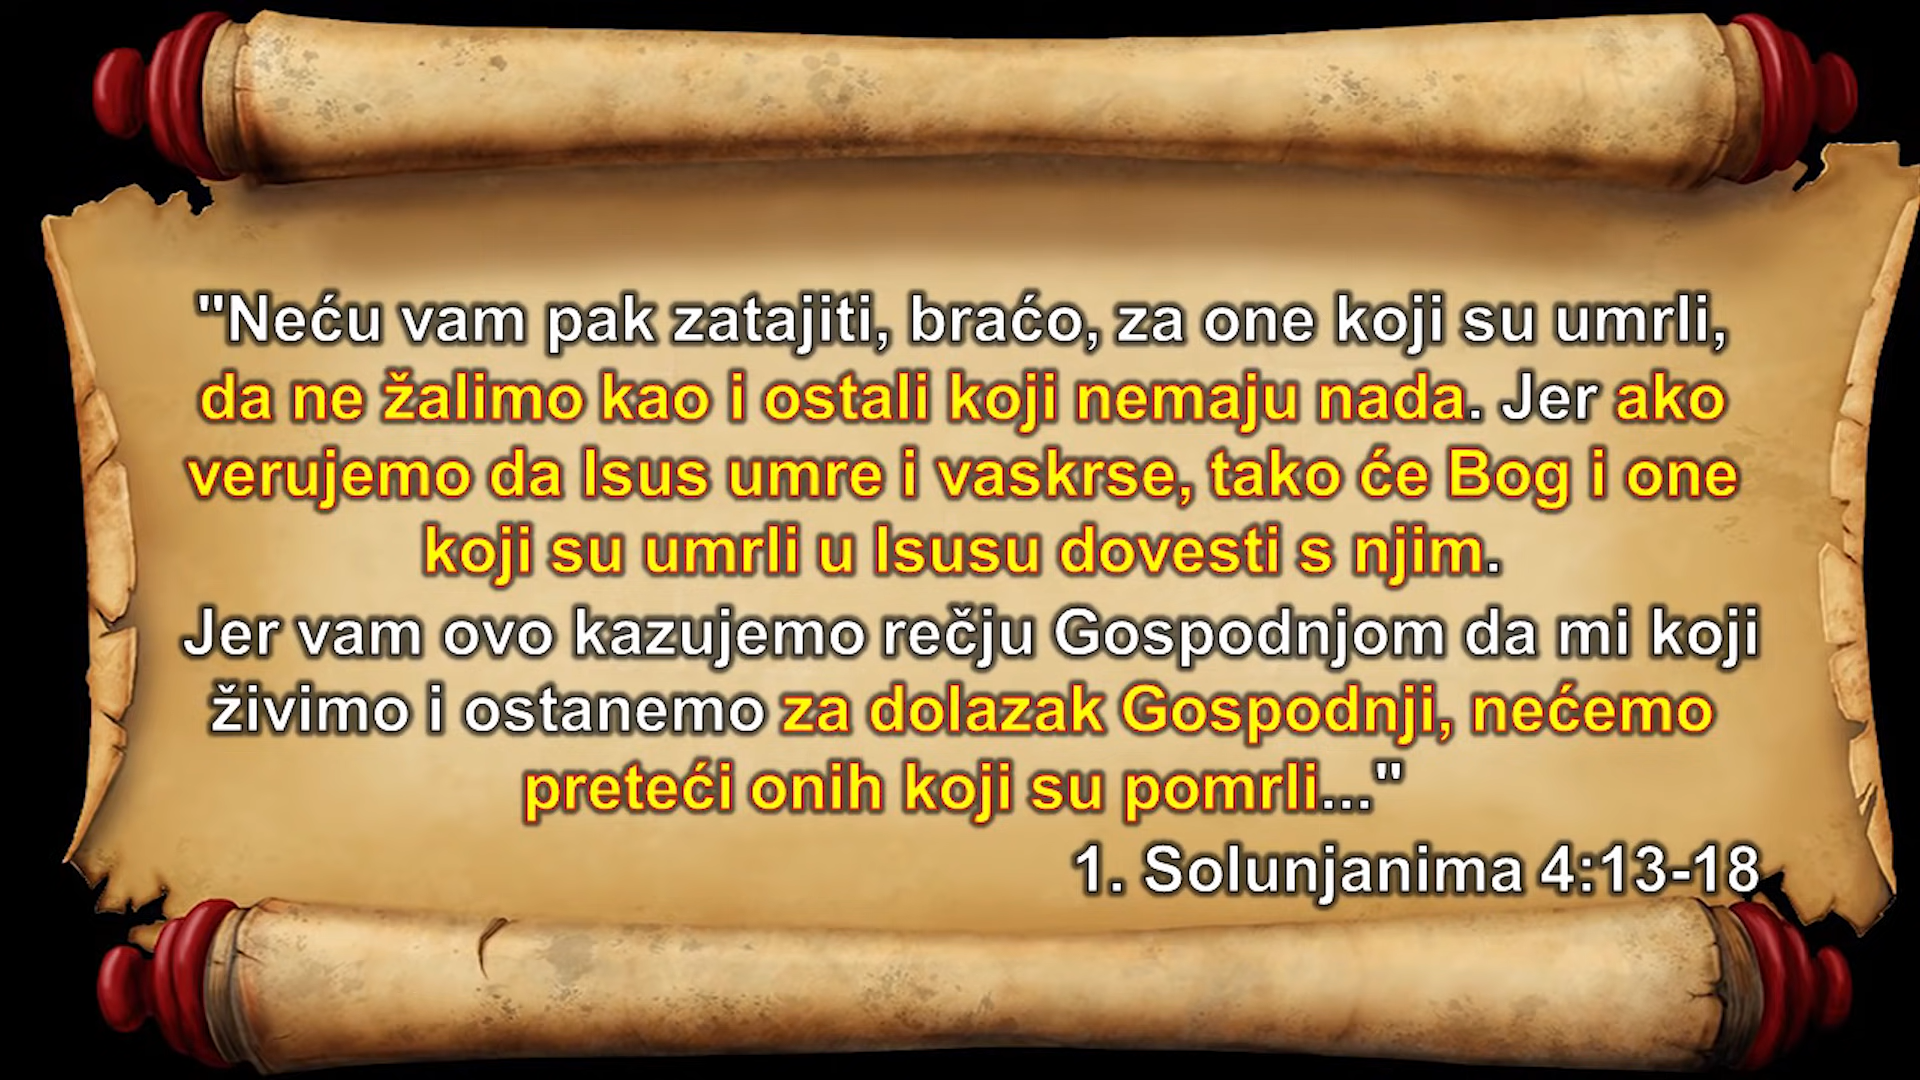 "Neću vam pak zatajiti, braćo, za one koji su umrli,
da ne žalimo kao i ostali koji nemaju nada. Jer ako
verujemo da Isus umre i vaskrse, tako će Bog i one
koji su umrli u Isusu dovesti s njim.
Jer vam ovo kazujemo rečju Gospodnjom da mi koji
živimo i ostanemo za dolazak Gospodnji, nećemo
preteći onih koji su pomrli..."
1. Solunjanima 4:13-18